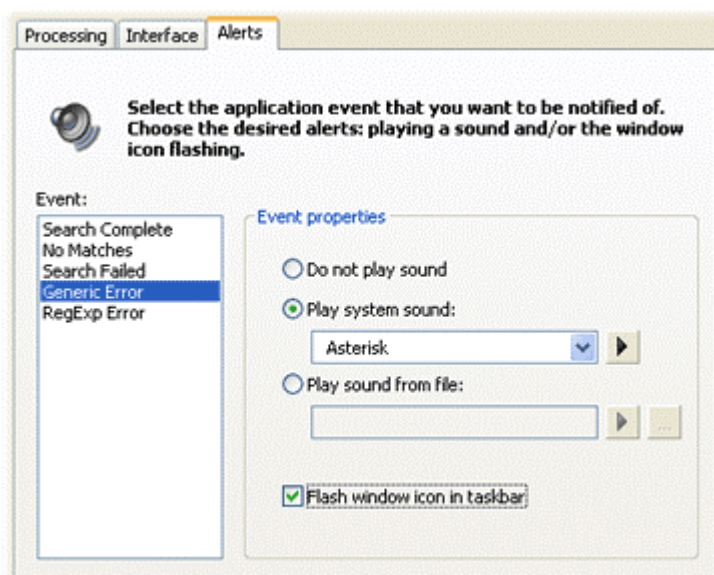 Processing Interface Alerts
Select the application event that you want to be notified of.
Choose the desired alerts: playing a sound and/or the window
icon flashing.
Event:
Search Complete
No Matches
Search Failed
Generic Error
RegExp Error
Event properties
Do not play sound
Play system sound:
Asterisk
Play sound from file:
...
Flash window icon in taskbar